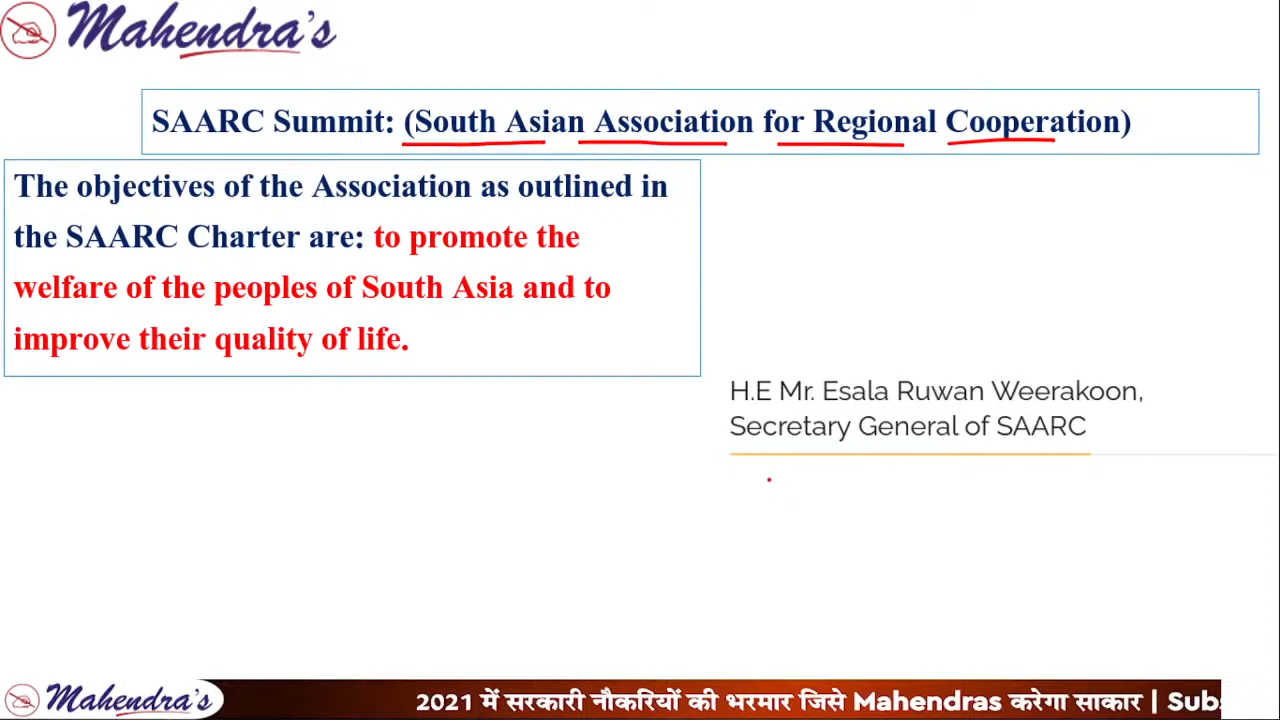 Mahendra's
SAARC Summit: (South Asian Association for Regional Cooperation)
The objectives of the Association as outlined in
the SAARC Charter are: to promote the
welfare of the peoples of South Asia and to
improve their quality of life.
H.E Mr. Esala Ruwan Weerakoon,
Secretary General of SAARC
Mahendra's
2021 में सरकारी नौकरियों की भरमार जिसे Mahendras करेगा साकार |